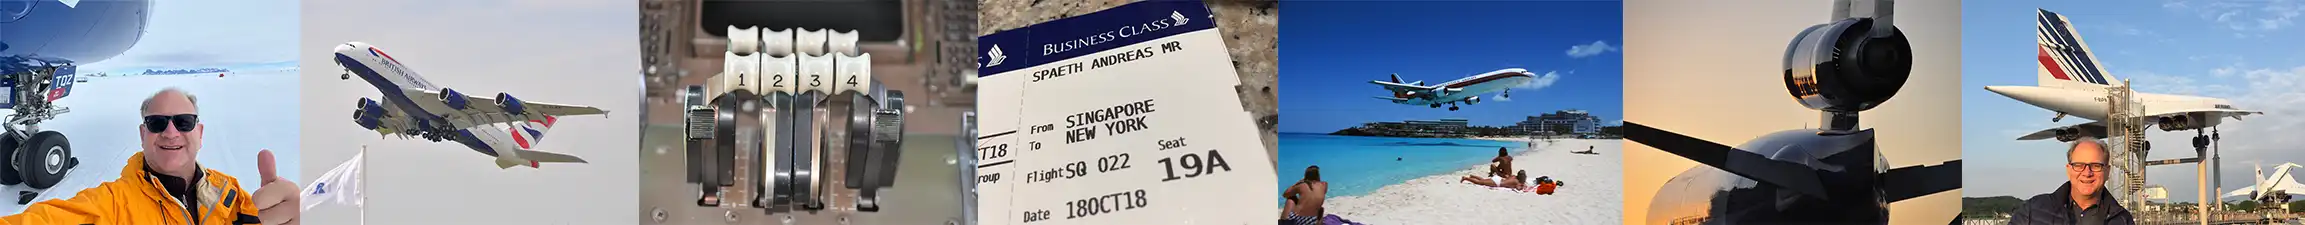 T02
BRITISH AIRWAYS
1 2 3 4
BUSINESS CLASS
SPAETH ANDREAS MR
From SINGAPORE
To NEW YORK
CT18
roup
Flight SQ 022
Seat
19A
Date 18OCT18